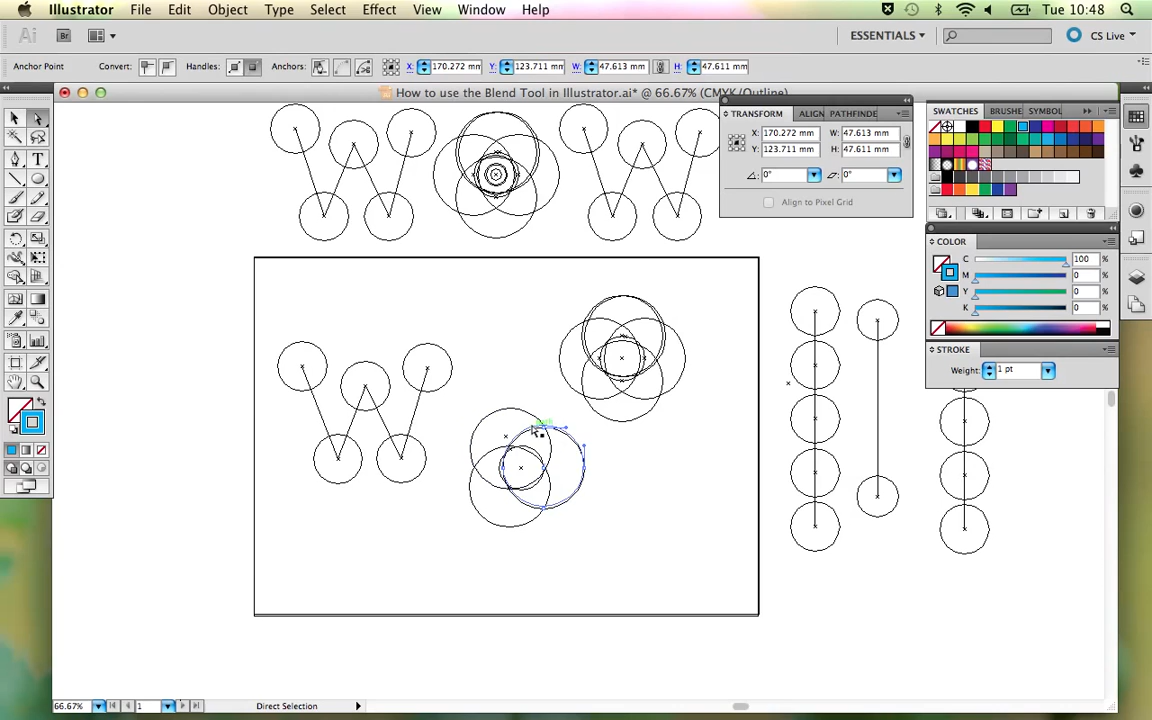 Illustrator File Edit Object Type Select Effect View Window Help Tue 10:48
Ai Br ESSENTIALS CS Live
Anchor Point Convert: Handles: Anchors: X: 170.272 mm Y: 123.711 mm W: 47.613 mm H: 47.611 mm
How to use the Blend Tool in Illustrator.ai* @ 66.67% (CMYK/Outline)
TRANSFORM ALIGN PATHFINDE
X: 170.272 mm W: 47.613 mm
Y: 123.711 mm H: 47.611 mm
0° 0°
Align to Pixel Grid
SWATCHES BRUSHE SYMBOL
COLOR
C 100 %
M 0 %
Y 0 %
K 0 %
STROKE
Weight: 1 pt
T
66.67% 1 Direct Selection